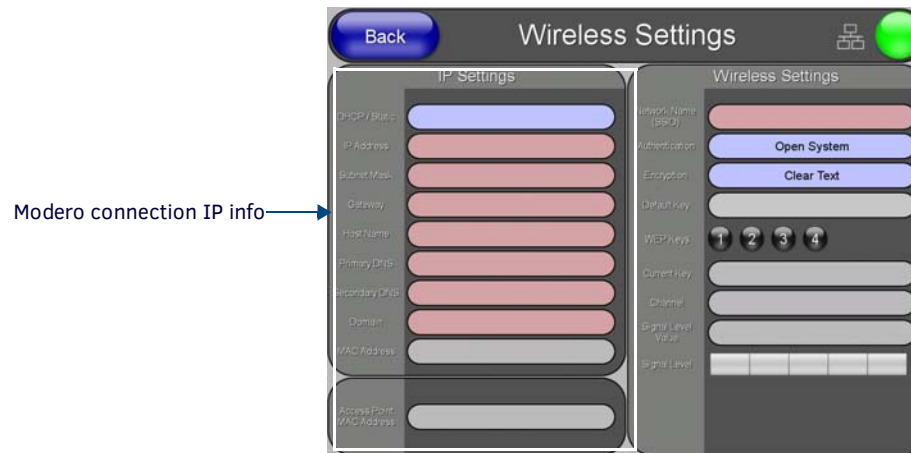 Back
Wireless Settings
IP Settings
Wireless Settings
DHCP / Static
IP Address
Subnet Mask
Gateway
Host Name
Primary DNS
Secondary DNS
Domain
MAC Address
Access Point
MAC Address
Network Name
(SSID)
Authentication
Open System
Encryption
Clear Text
Default Key
WEP Keys
1 2 3 4
Current Key
Channel
Signal Level
Value
Signal Level
Modero connection IP info